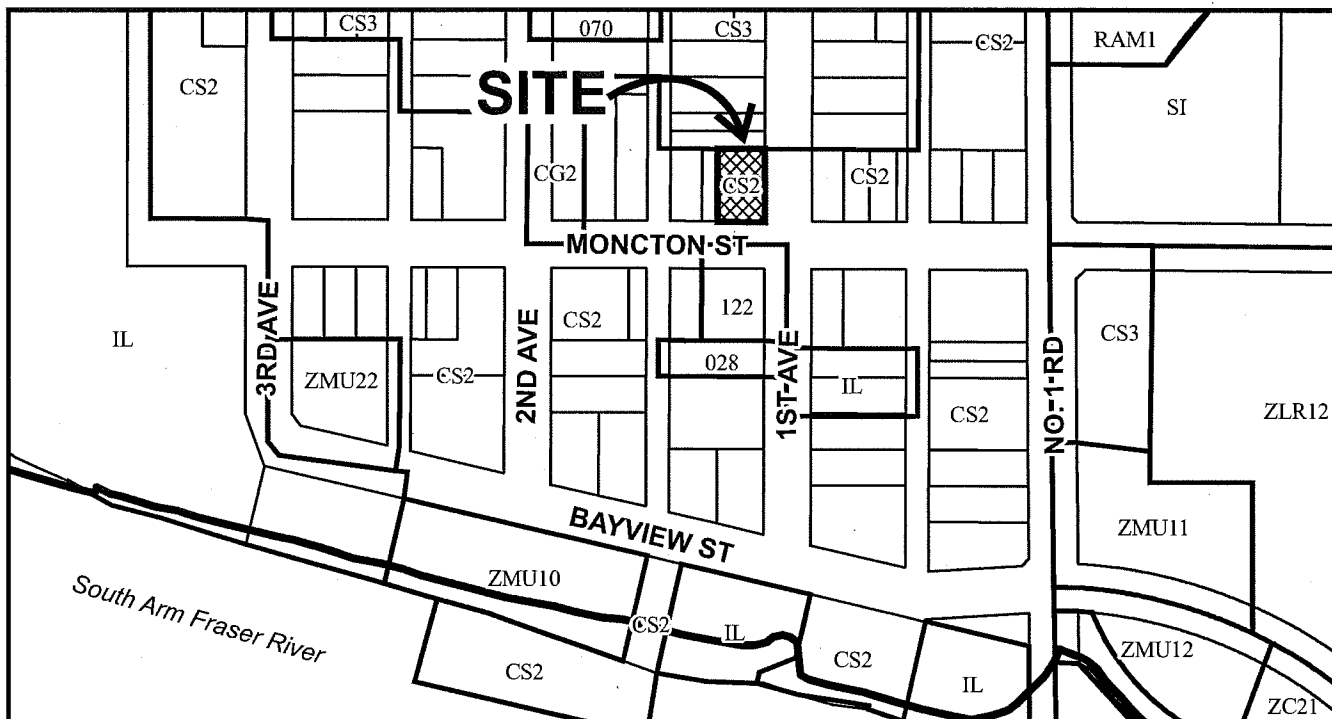 CS3
070
CS3
CS2
RAM1
CS2
SITE
SI
CG2
CS2
CS2
MONCTON ST
IL
3RD AVE
2ND AVE
CS2
122
1ST AVE
NO. 1 RD
CS3
ZMU22
CS2
028
IL
CS2
ZLR12
BAYVIEW ST
ZMU11
South Arm Fraser River
ZMU10
CS2
IL
CS2
CS2
IL
ZMU12
ZC21